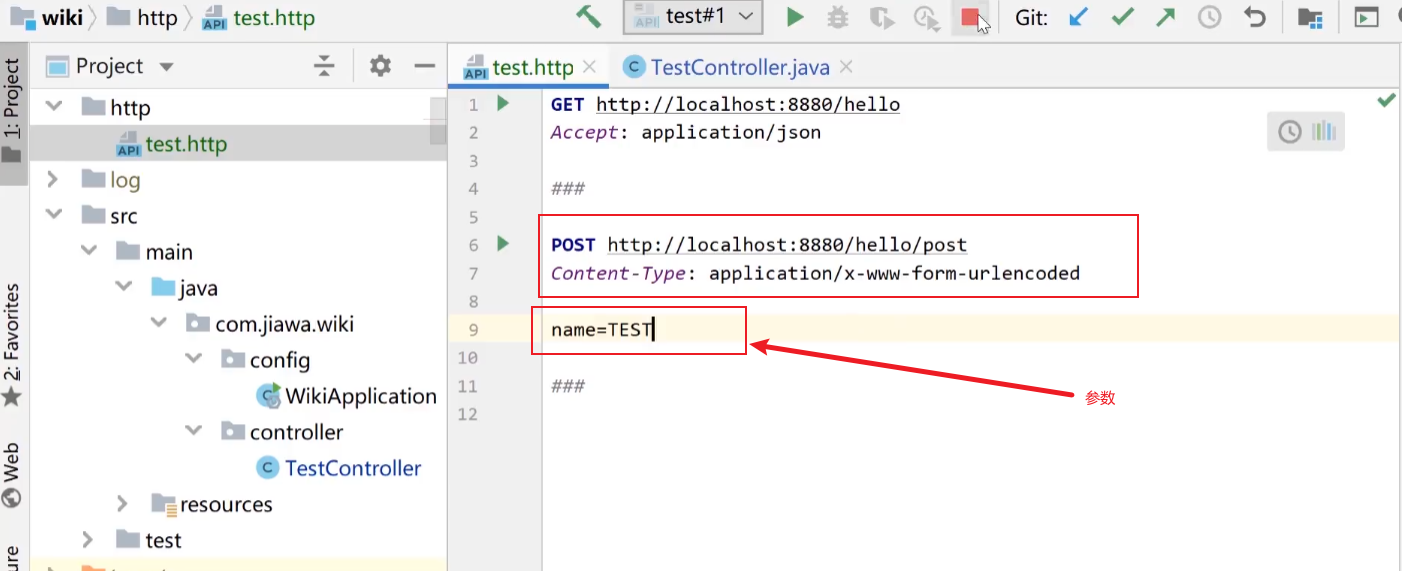 wiki http test.http test#1 Git:
1: Project
2: Favorites
Web
ure
Project
http
test.http
log
src
main
java
com.jiawa.wiki
config
WikiApplication
controller
TestController
resources
test
test.http TestController.java
1 GET http://localhost:8880/hello
2 Accept: application/json
3
4 ###
5
6 POST http://localhost:8880/hello/post
7 Content-Type: application/x-www-form-urlencoded
8
9 name=TEST
10
11 ###
12
参数